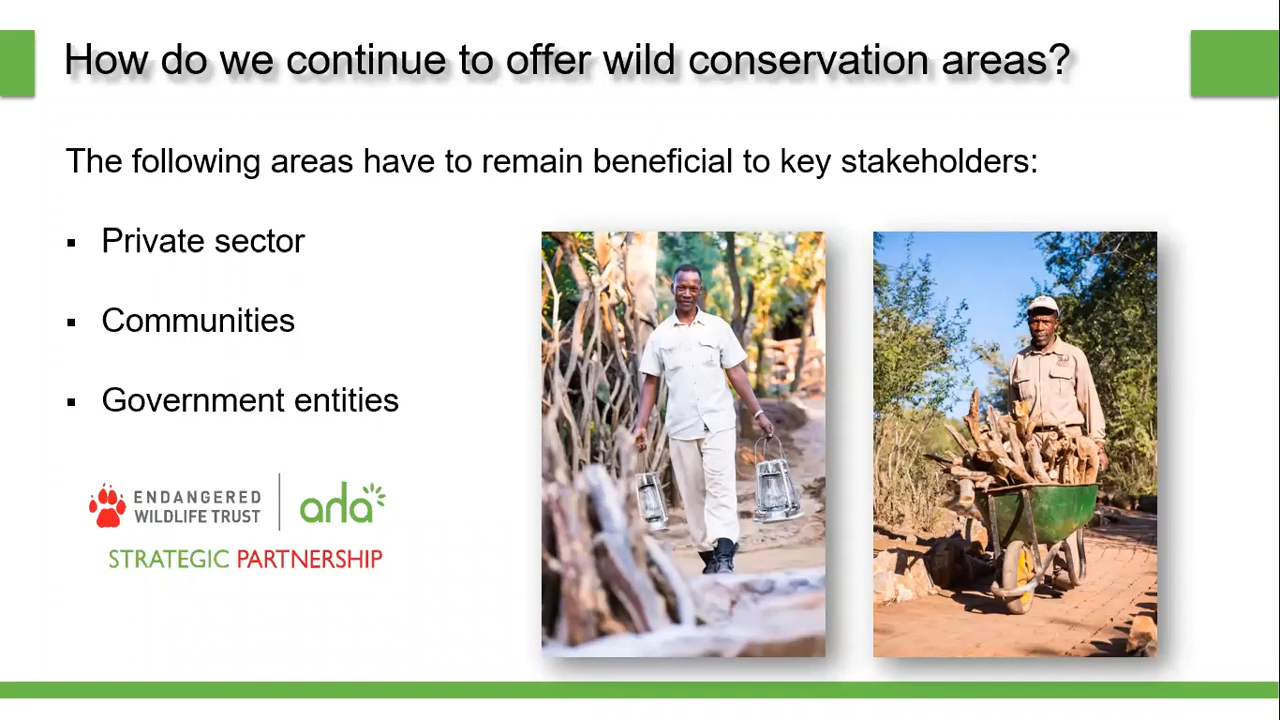 How do we continue to offer wild conservation areas?
The following areas have to remain beneficial to key stakeholders:
▪ Private sector
▪ Communities
▪ Government entities
ENDANGERED
WILDLIFE TRUST
arla
STRATEGIC PARTNERSHIP